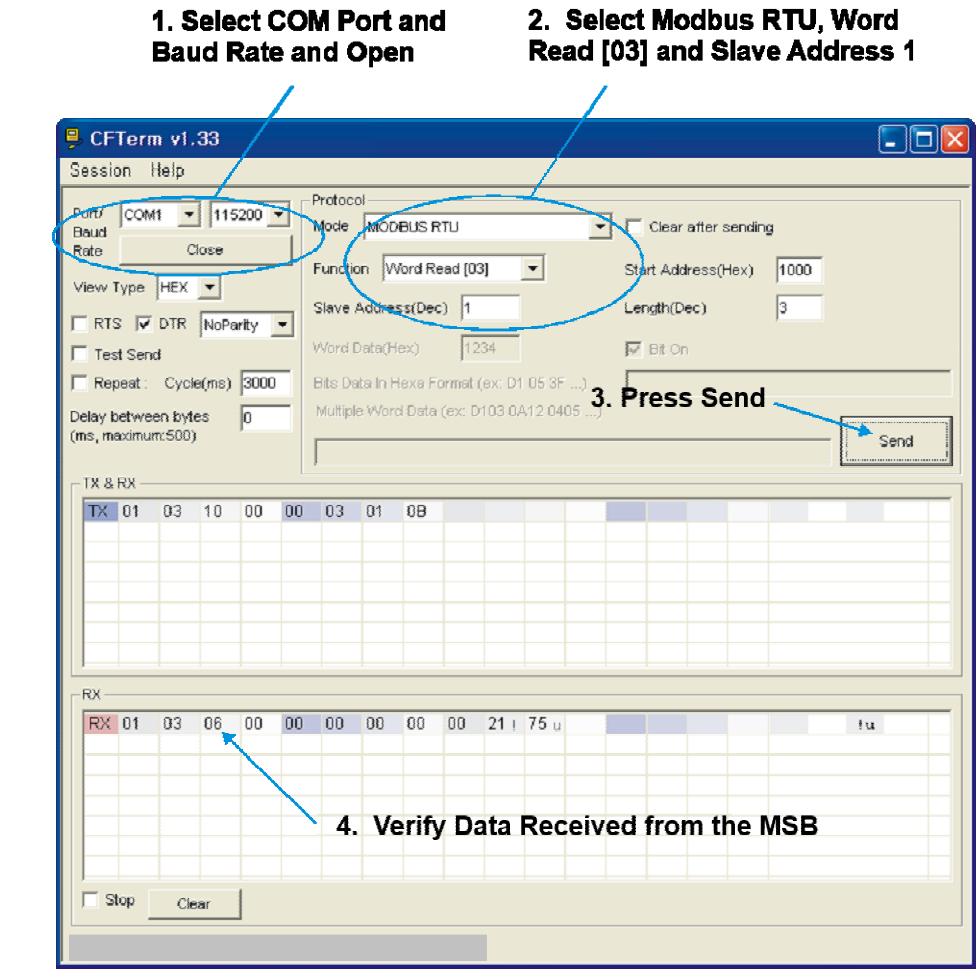 1. Select COM Port and
Baud Rate and Open
2. Select Modbus RTU, Word
Read [03] and Slave Address 1
CFTerm v1.33
Session Help
Port/
Baud
Rate
COM1
115200
Close
View Type HEX
RTS DTR NoParity
Test Send
Repeat : Cycle(ms) 3000
Delay between bytes
(ms, maximum:500)
0
Protocol
Mode MODBUS RTU
Clear after sending
Function Word Read [03]
Start Address(Hex) 1000
Slave Address(Dec) 1
Length(Dec) 3
Word Data(Hex) 1234
Bit On
Bits Data In Hexa Format (ex: D1 05 3F ...)
Multiple Word Data (ex: D103 0A12 0405 ...)
3. Press Send
Send
TX & RX
TX 01 03 10 00 00 03 01 0B
RX
RX 01 03 06 00 00 00 00 00 00 21 ! 75 u !u
4. Verify Data Received from the MSB
Stop Clear